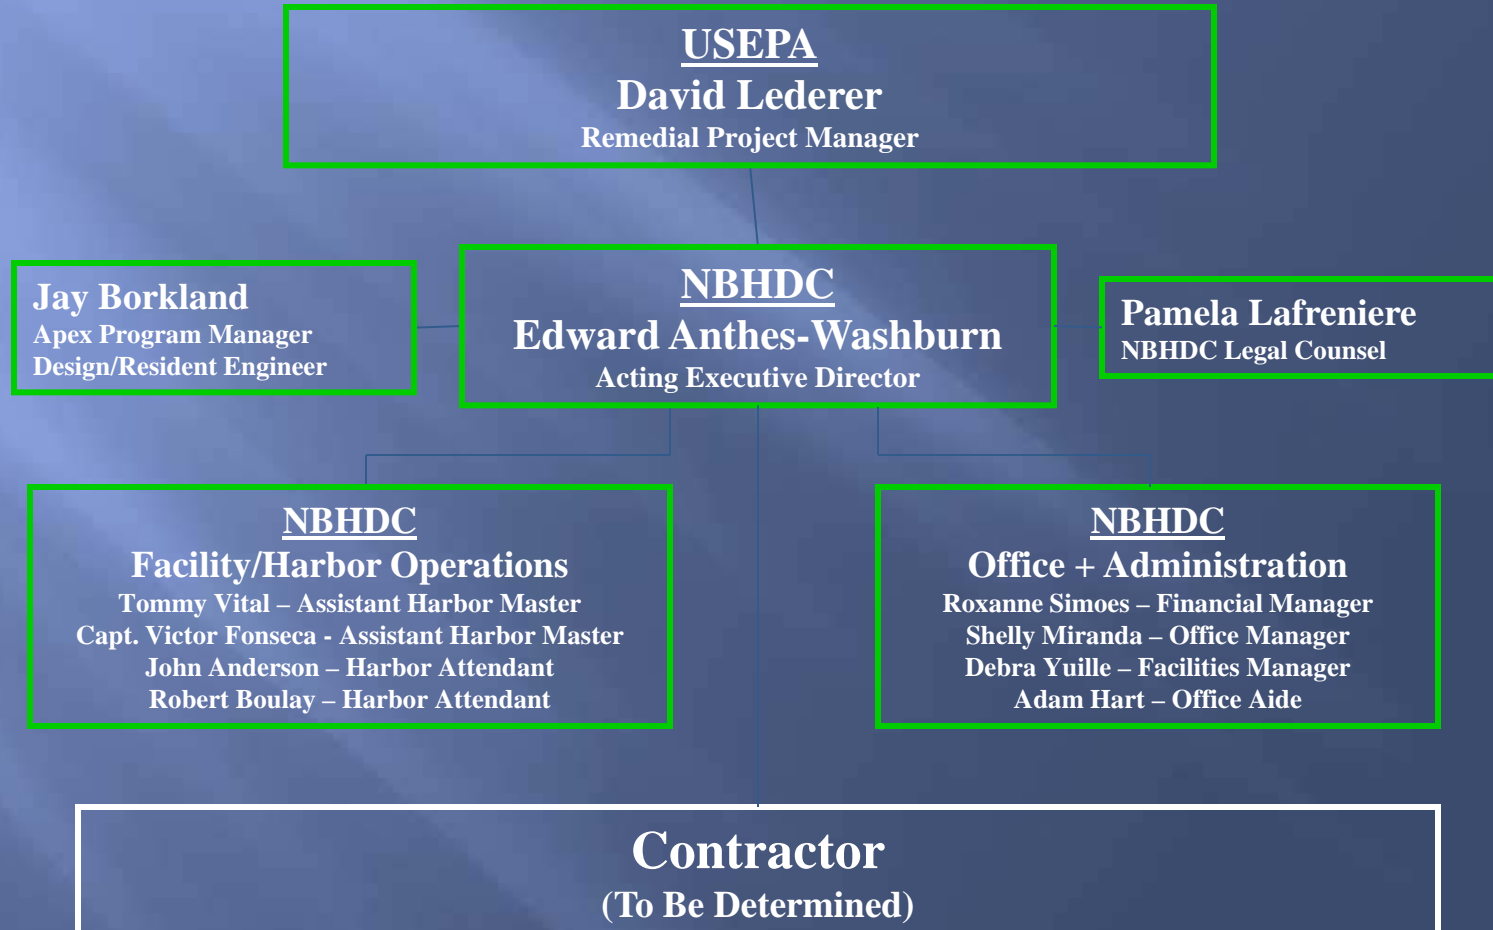 USEPA
David Lederer
Remedial Project Manager
Jay Borkland
Apex Program Manager
Design/Resident Engineer
NBHDC
Edward Anthes-Washburn
Acting Executive Director
Pamela Lafreniere
NBHDC Legal Counsel
NBHDC
Facility/Harbor Operations
Tommy Vital – Assistant Harbor Master
Capt. Victor Fonseca - Assistant Harbor Master
John Anderson – Harbor Attendant
Robert Boulay – Harbor Attendant
NBHDC
Office + Administration
Roxanne Simoes – Financial Manager
Shelly Miranda – Office Manager
Debra Yuille – Facilities Manager
Adam Hart – Office Aide
Contractor
(To Be Determined)